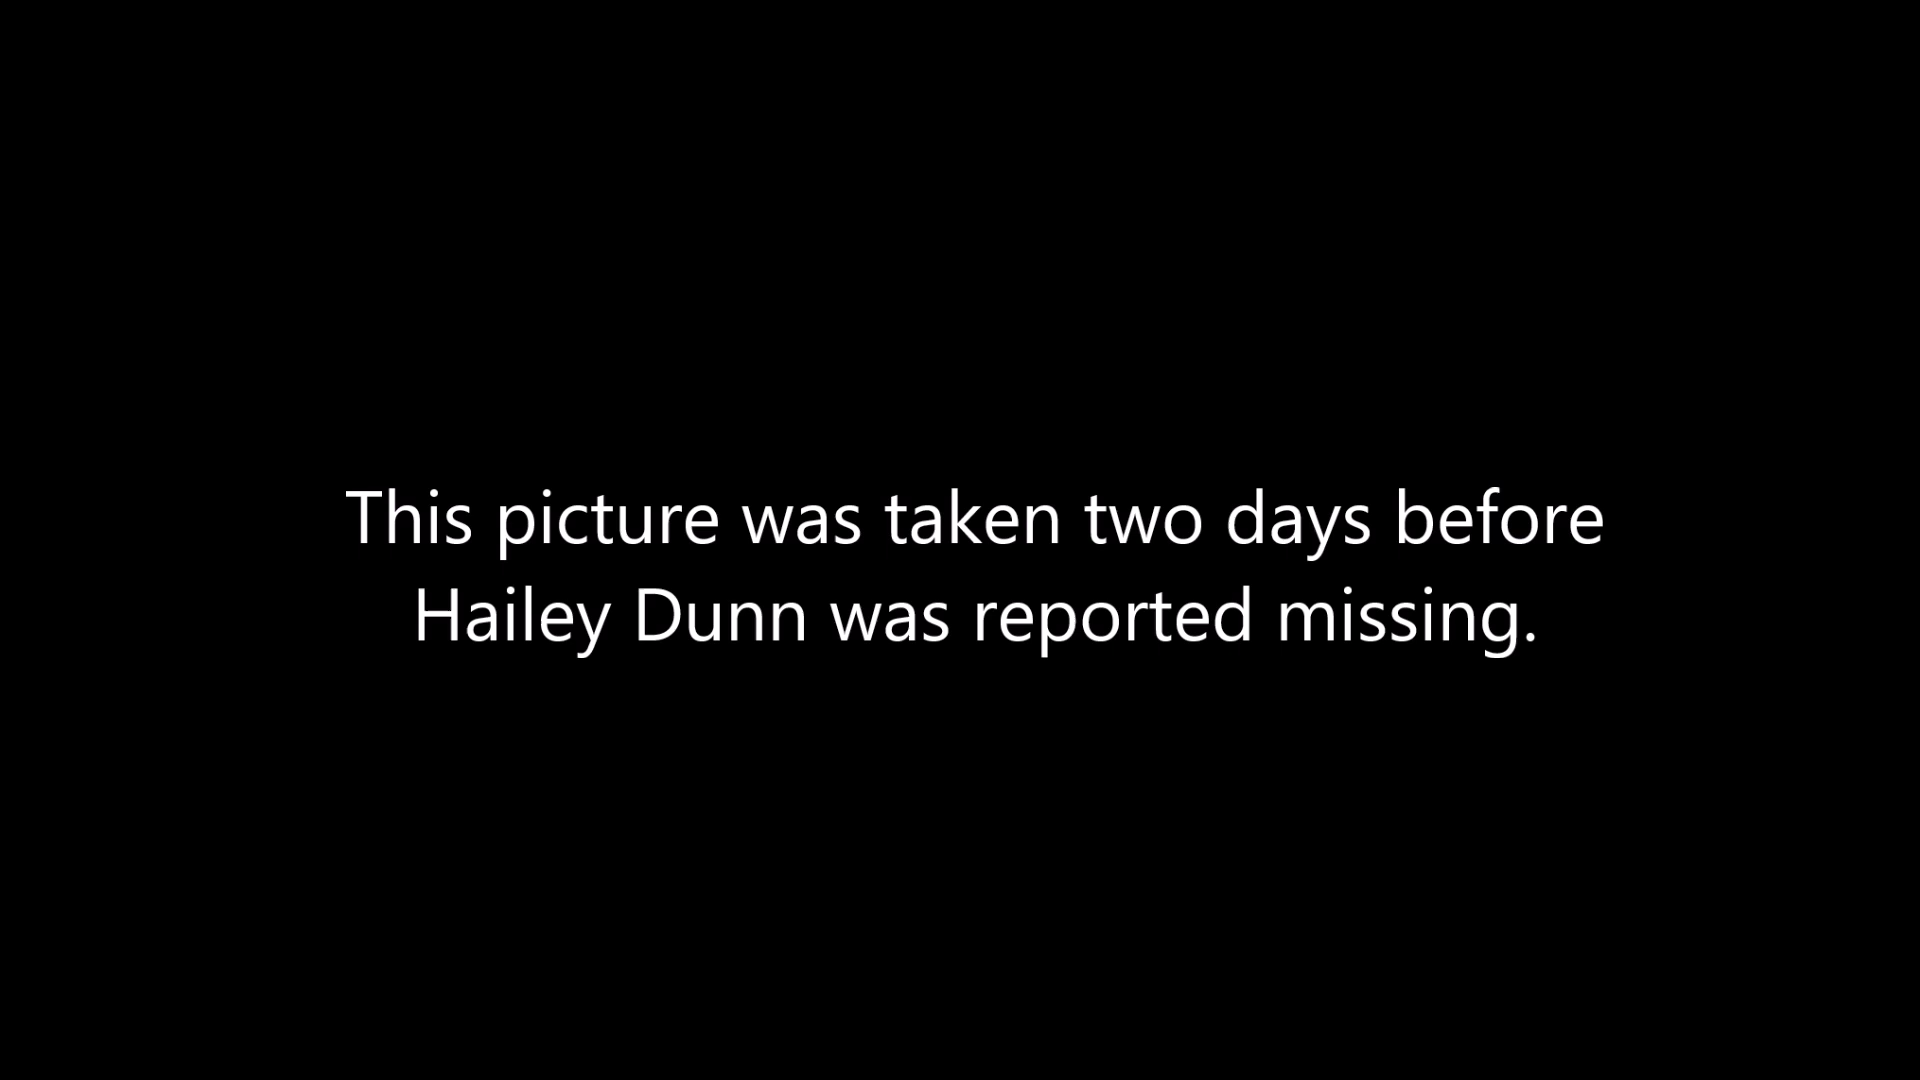 This picture was taken two days before
Hailey Dunn was reported missing.